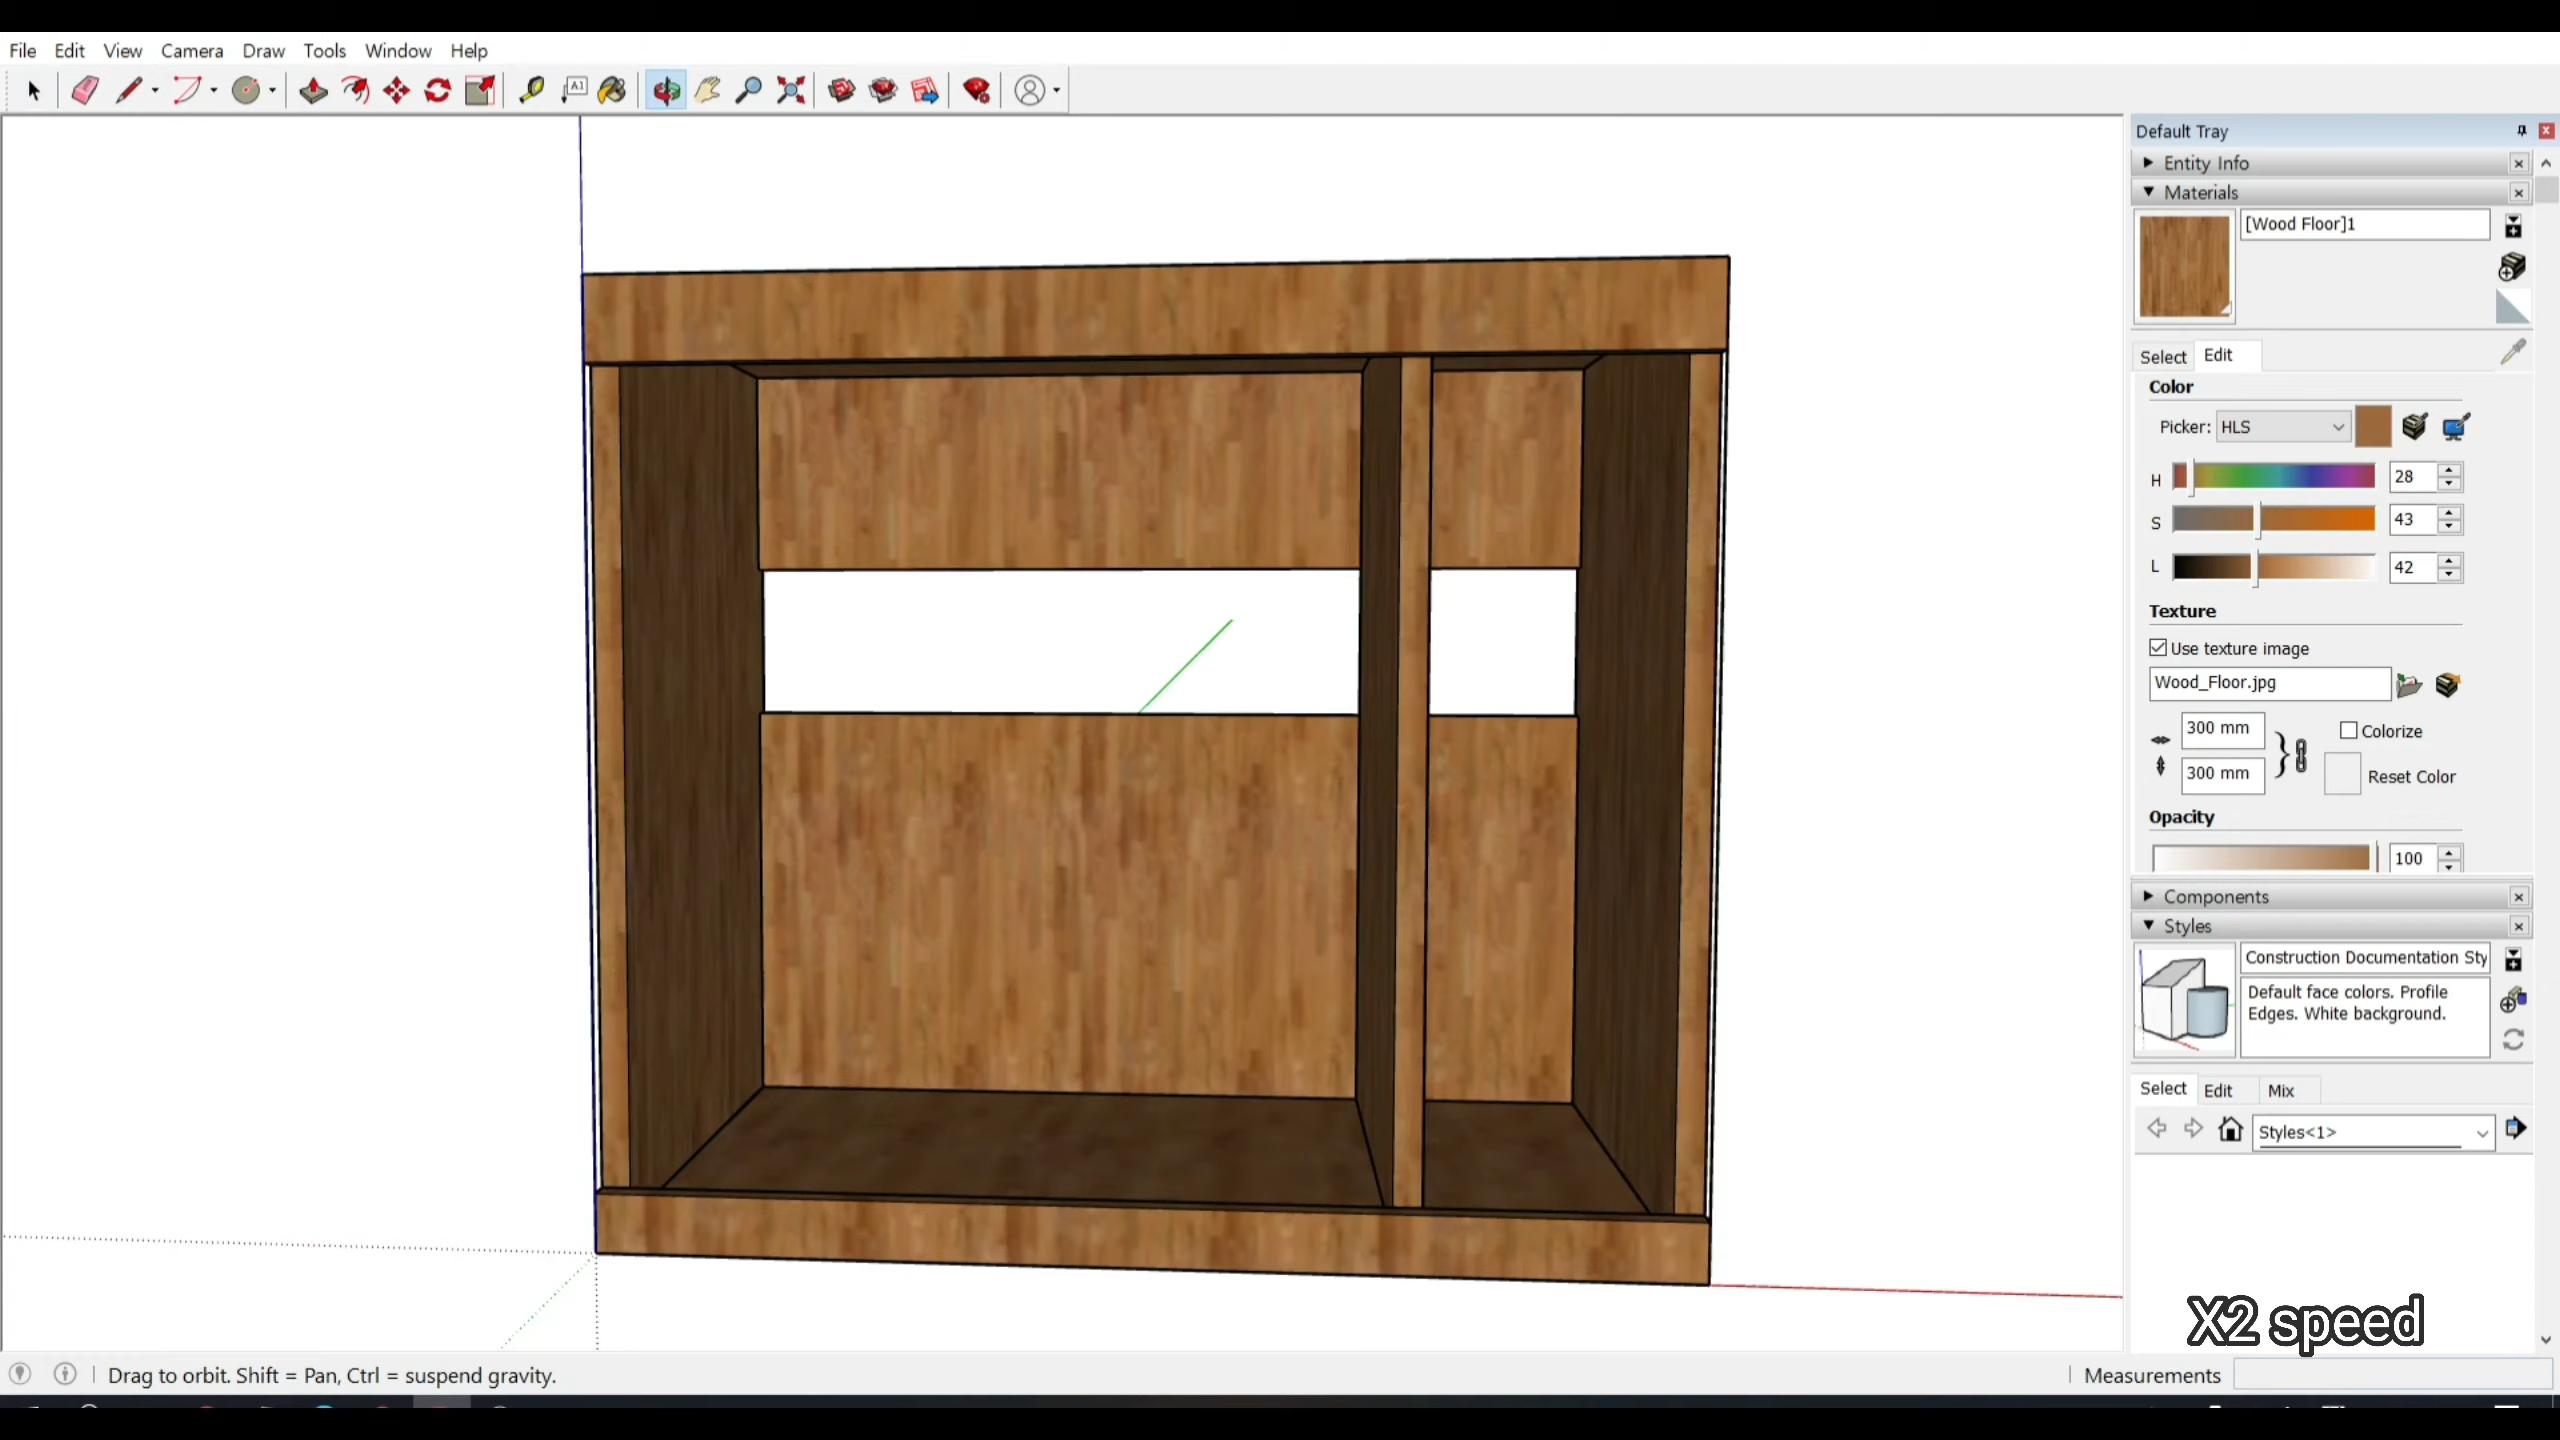 File Edit View Camera Draw Tools Window Help
A1
Default Tray
Entity Info
Materials
[Wood Floor]1
Select Edit
Color
Picker: HLS
H 28
S 43
L 42
Texture
Use texture image
Wood_Floor.jpg
300 mm
Colorize
300 mm
Reset Color
Opacity
100
Components
Styles
Construction Documentation Sty
Default face colors. Profile
Edges. White background.
Select Edit Mix
Styles<1>
X2 speed
Drag to orbit. Shift = Pan, Ctrl = suspend gravity.
Measurements